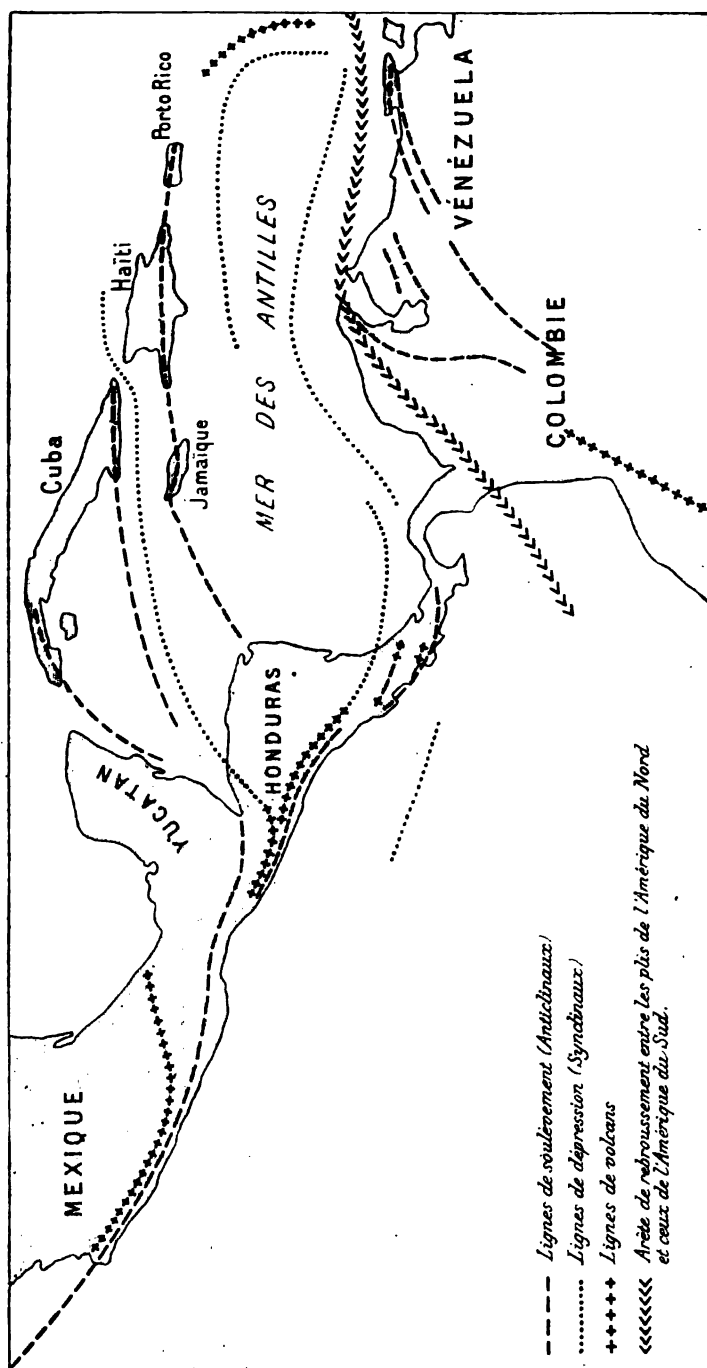 MEXIQUE
YUCATAN
Cuba
Haïti
Porto Rico
Jamaïque
MER DES ANTILLES
HONDURAS
COLOMBIE
VENÉZUELA
Lignes de soulèvement (Anticlinaux)
Lignes de dépression (Synclinaux)
Lignes de volcans
Arête de rebroussement entre les plis de l'Amérique du Nord
et ceux de l'Amérique du Sud.